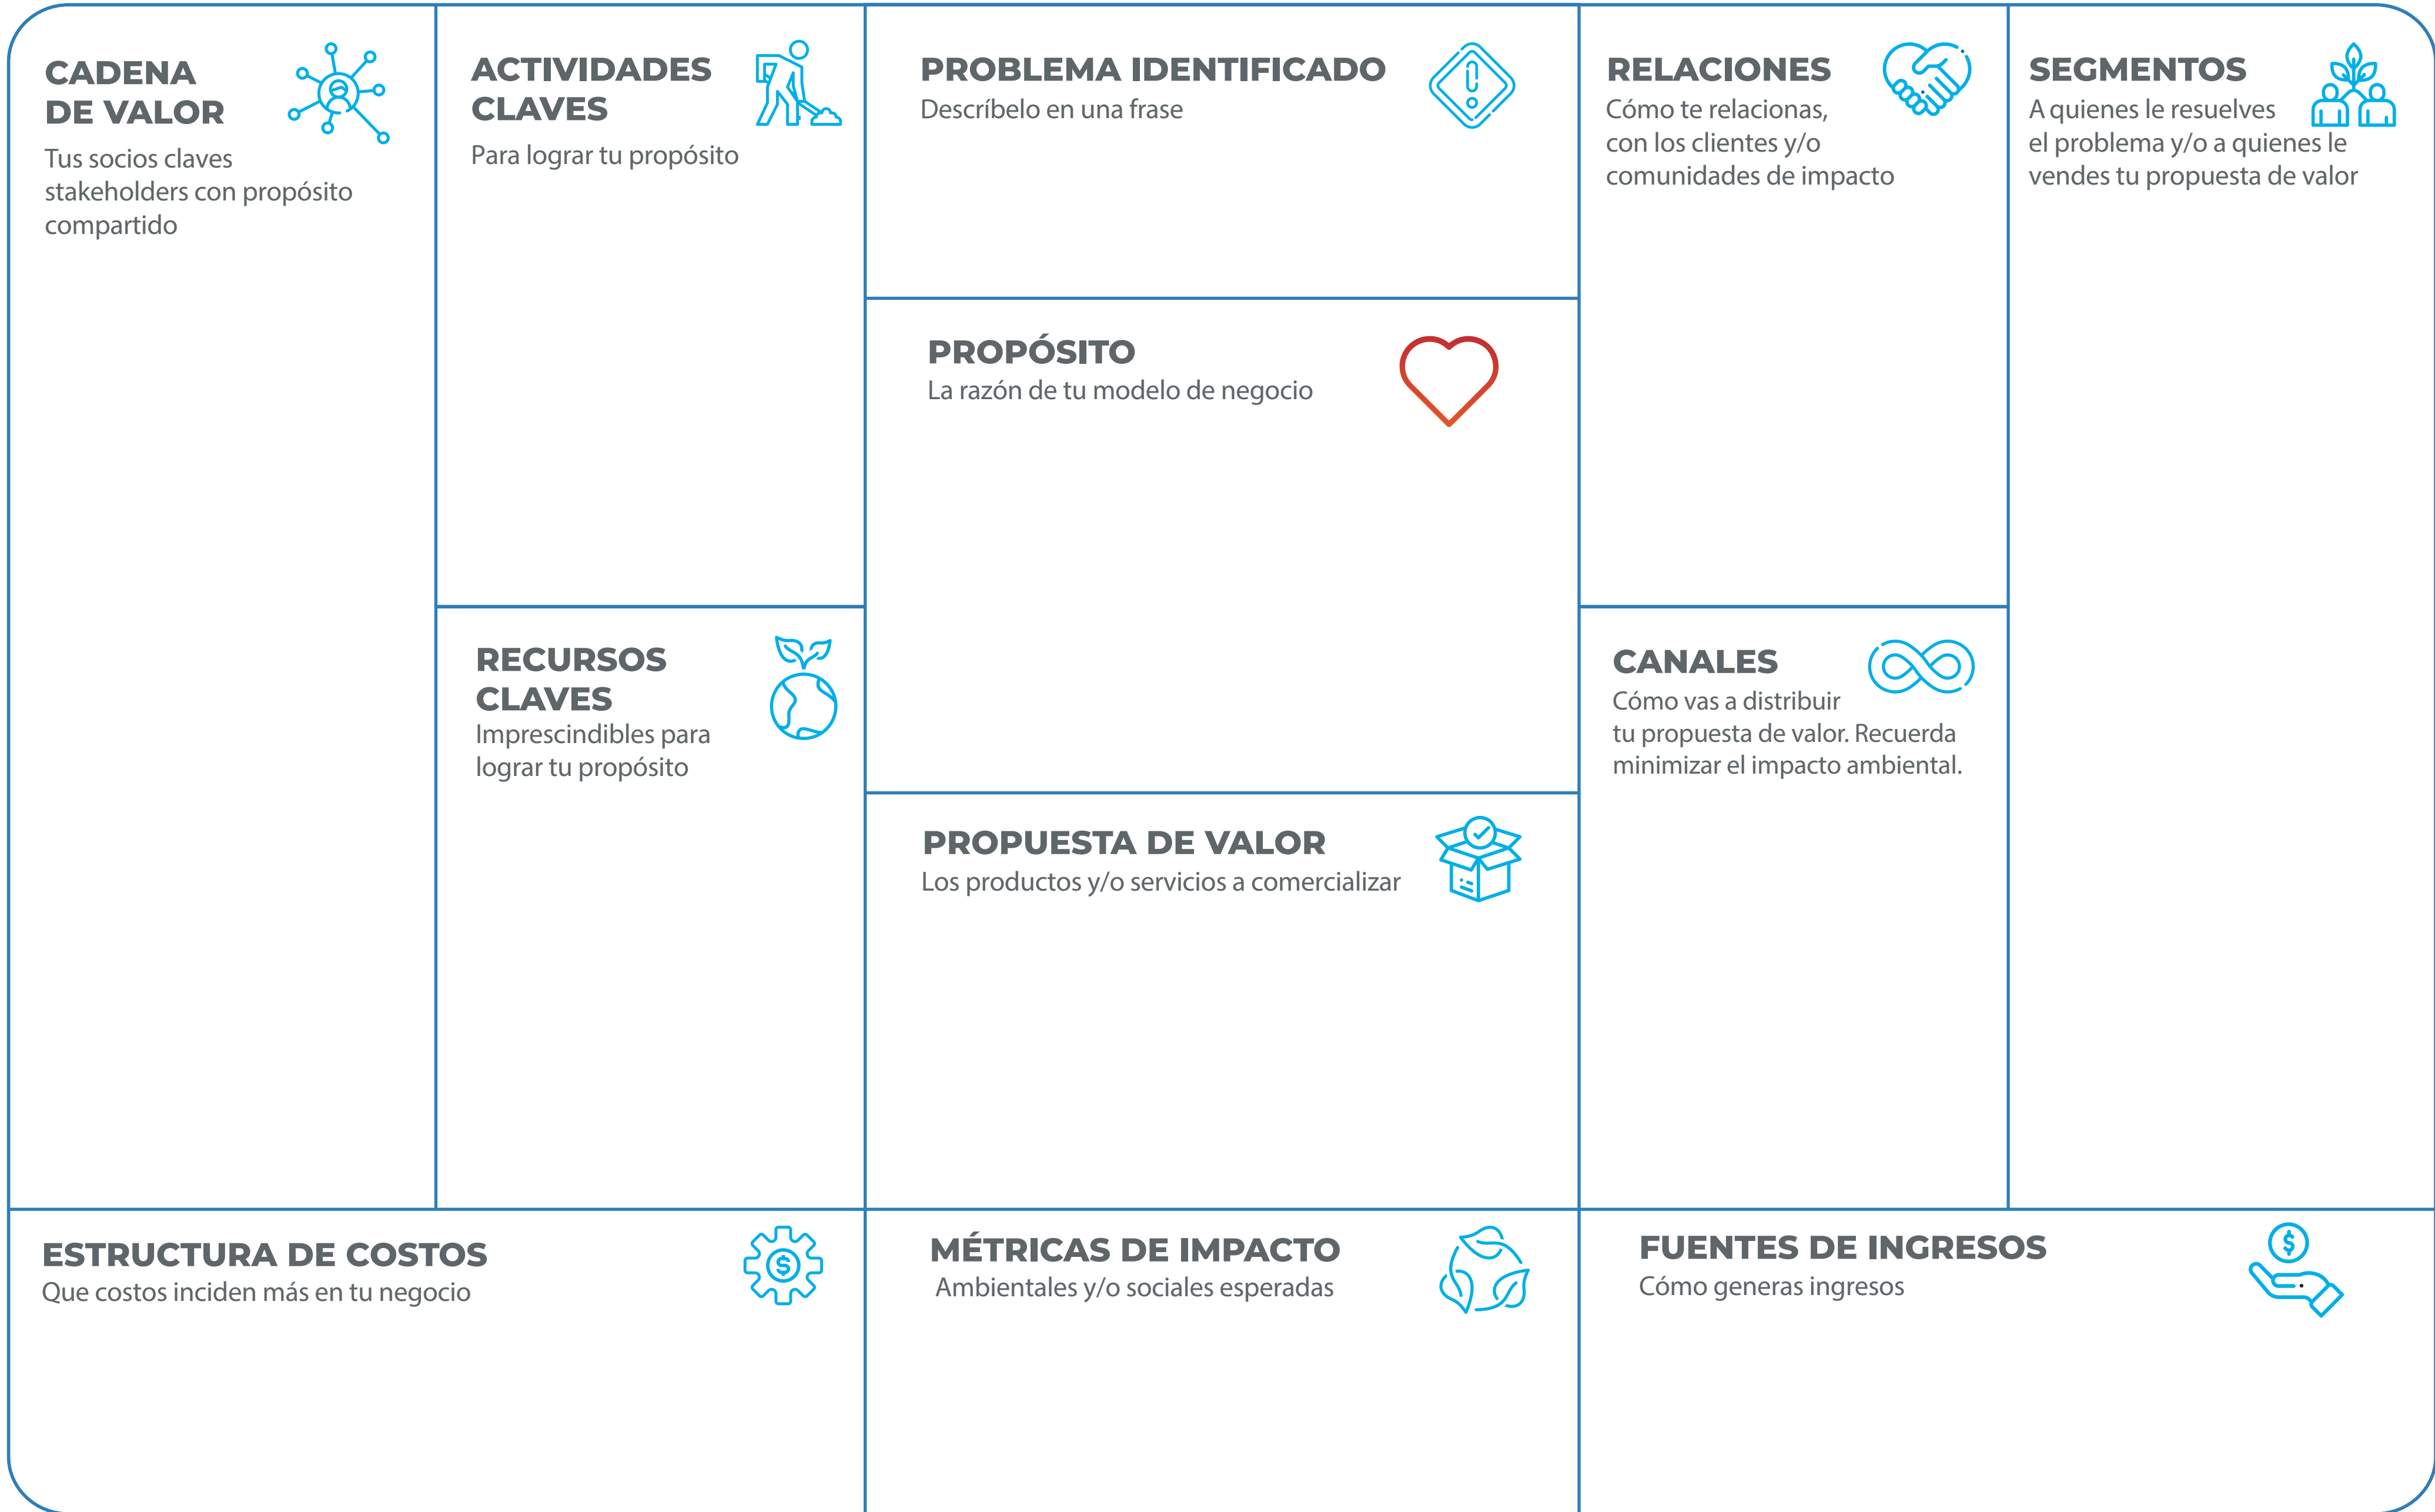 CADENA
DE VALOR
Tus socios claves
stakeholders con propósito
compartido
ACTIVIDADES
CLAVES
Para lograr tu propósito
RECURSOS
CLAVES
Imprescindibles para
lograr tu propósito
PROBLEMA IDENTIFICADO
Descríbelo en una frase
PROPÓSITO
La razón de tu modelo de negocio
PROPUESTA DE VALOR
Los productos y/o servicios a comercializar
RELACIONES
Cómo te relacionas,
con los clientes y/o
comunidades de impacto
CANALES
Cómo vas a distribuir
tu propuesta de valor. Recuerda
minimizar el impacto ambiental.
SEGMENTOS
A quienes le resuelves
el problema y/o a quienes le
vendes tu propuesta de valor
ESTRUCTURA DE COSTOS
Que costos inciden más en tu negocio
MÉTRICAS DE IMPACTO
Ambientales y/o sociales esperadas
FUENTES DE INGRESOS
Cómo generas ingresos